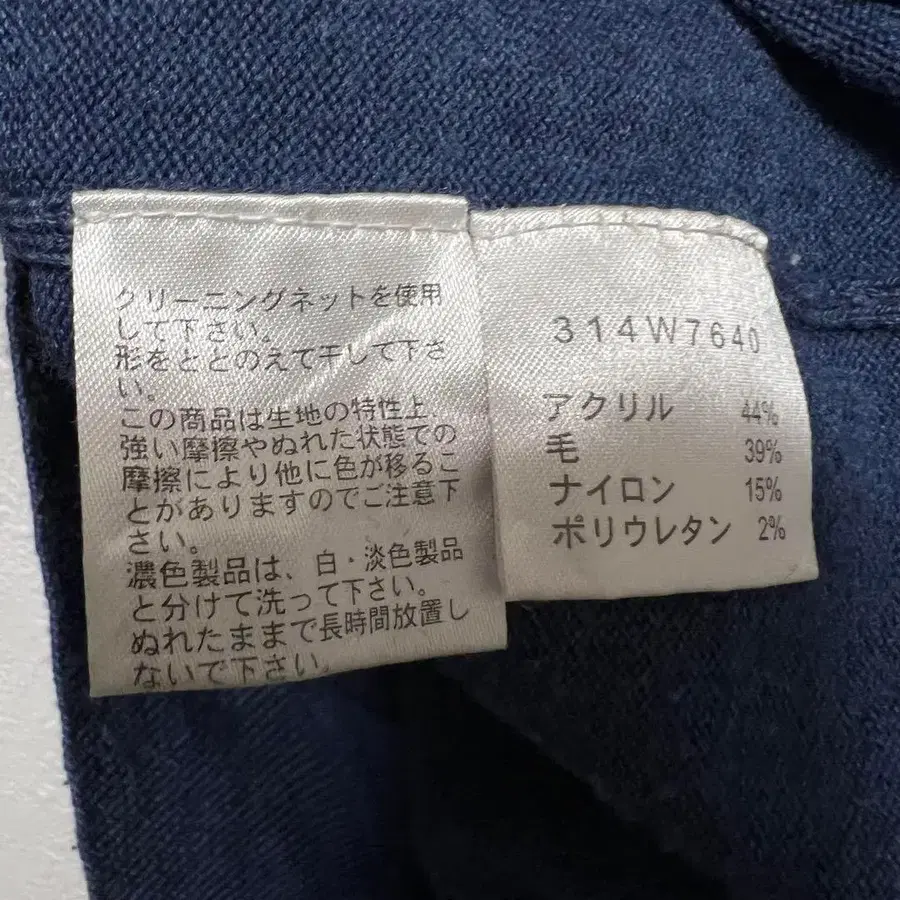 クリーニングネットを使用
して下さい。
形をととのえて干して下さ
い。
この商品は生地の特性上、
強い摩擦やぬれた状態での
摩擦により他に色が移るこ
とがありますのでご注意下
さい。
濃色製品は、白・淡色製品
と分けて洗って下さい。
ぬれたままで長時間放置し
ないで下さい。
314W7640
アクリル 44%
毛 39%
ナイロン 15%
ポリウレタン 2%